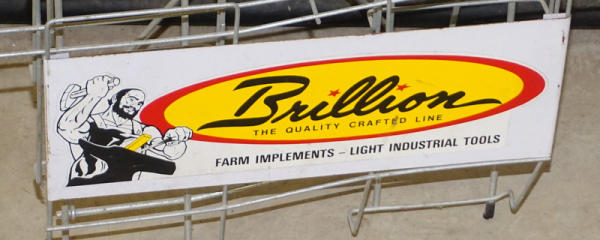 Brillion
THE QUALITY CRAFTED LINE
FARM IMPLEMENTS – LIGHT INDUSTRIAL TOOLS